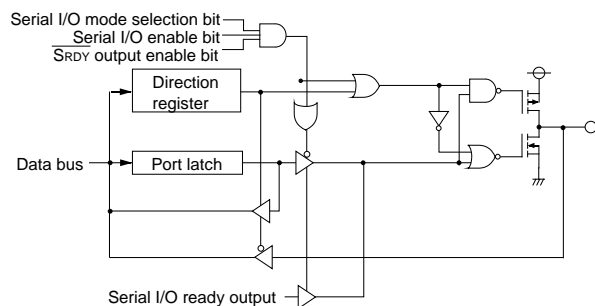 Serial I/O mode selection bit
Serial I/O enable bit
SRDY output enable bit
Direction
register
Data bus
Port latch
Serial I/O ready output